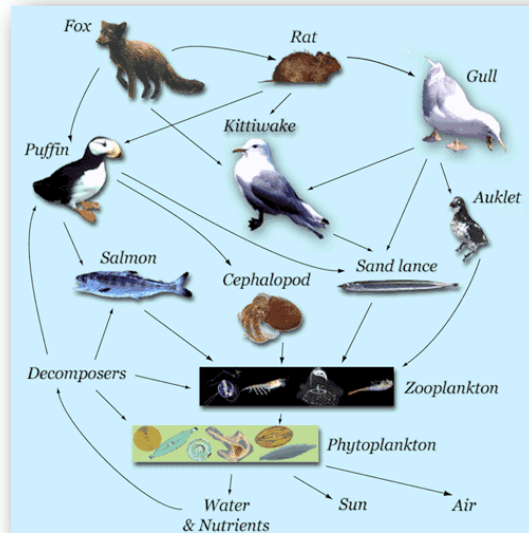 Fox
Rat
Gull
Puffin
Kittiwake
Auklet
Salmon
Cephalopod
Sand lance
Decomposers
Zooplankton
Phytoplankton
Water
& Nutrients
Sun
Air